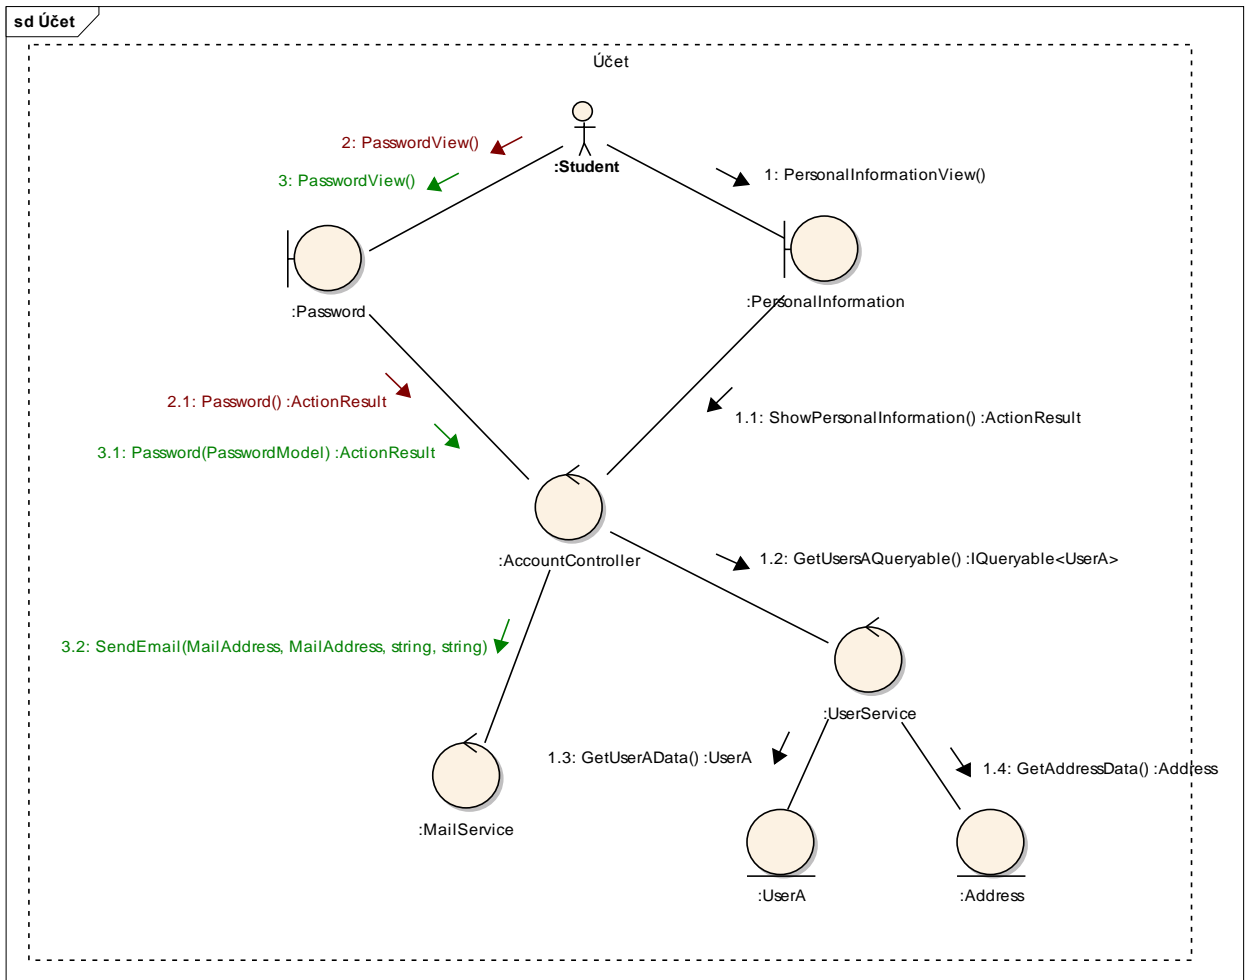 sd Účet
Účet
:Student
2: PasswordView()
3: PasswordView()
1: PersonalInformationView()
:Password
:PersonalInformation
2.1: Password() :ActionResult
3.1: Password(PasswordModel) :ActionResult
1.1: ShowPersonalInformation() :ActionResult
:AccountController
1.2: GetUsersAQueryable() :IQueryable<UserA>
3.2: SendEmail(MailAddress, MailAddress, string, string)
:UserService
1.3: GetUserAData() :UserA
1.4: GetAddressData() :Address
:MailService
:UserA
:Address